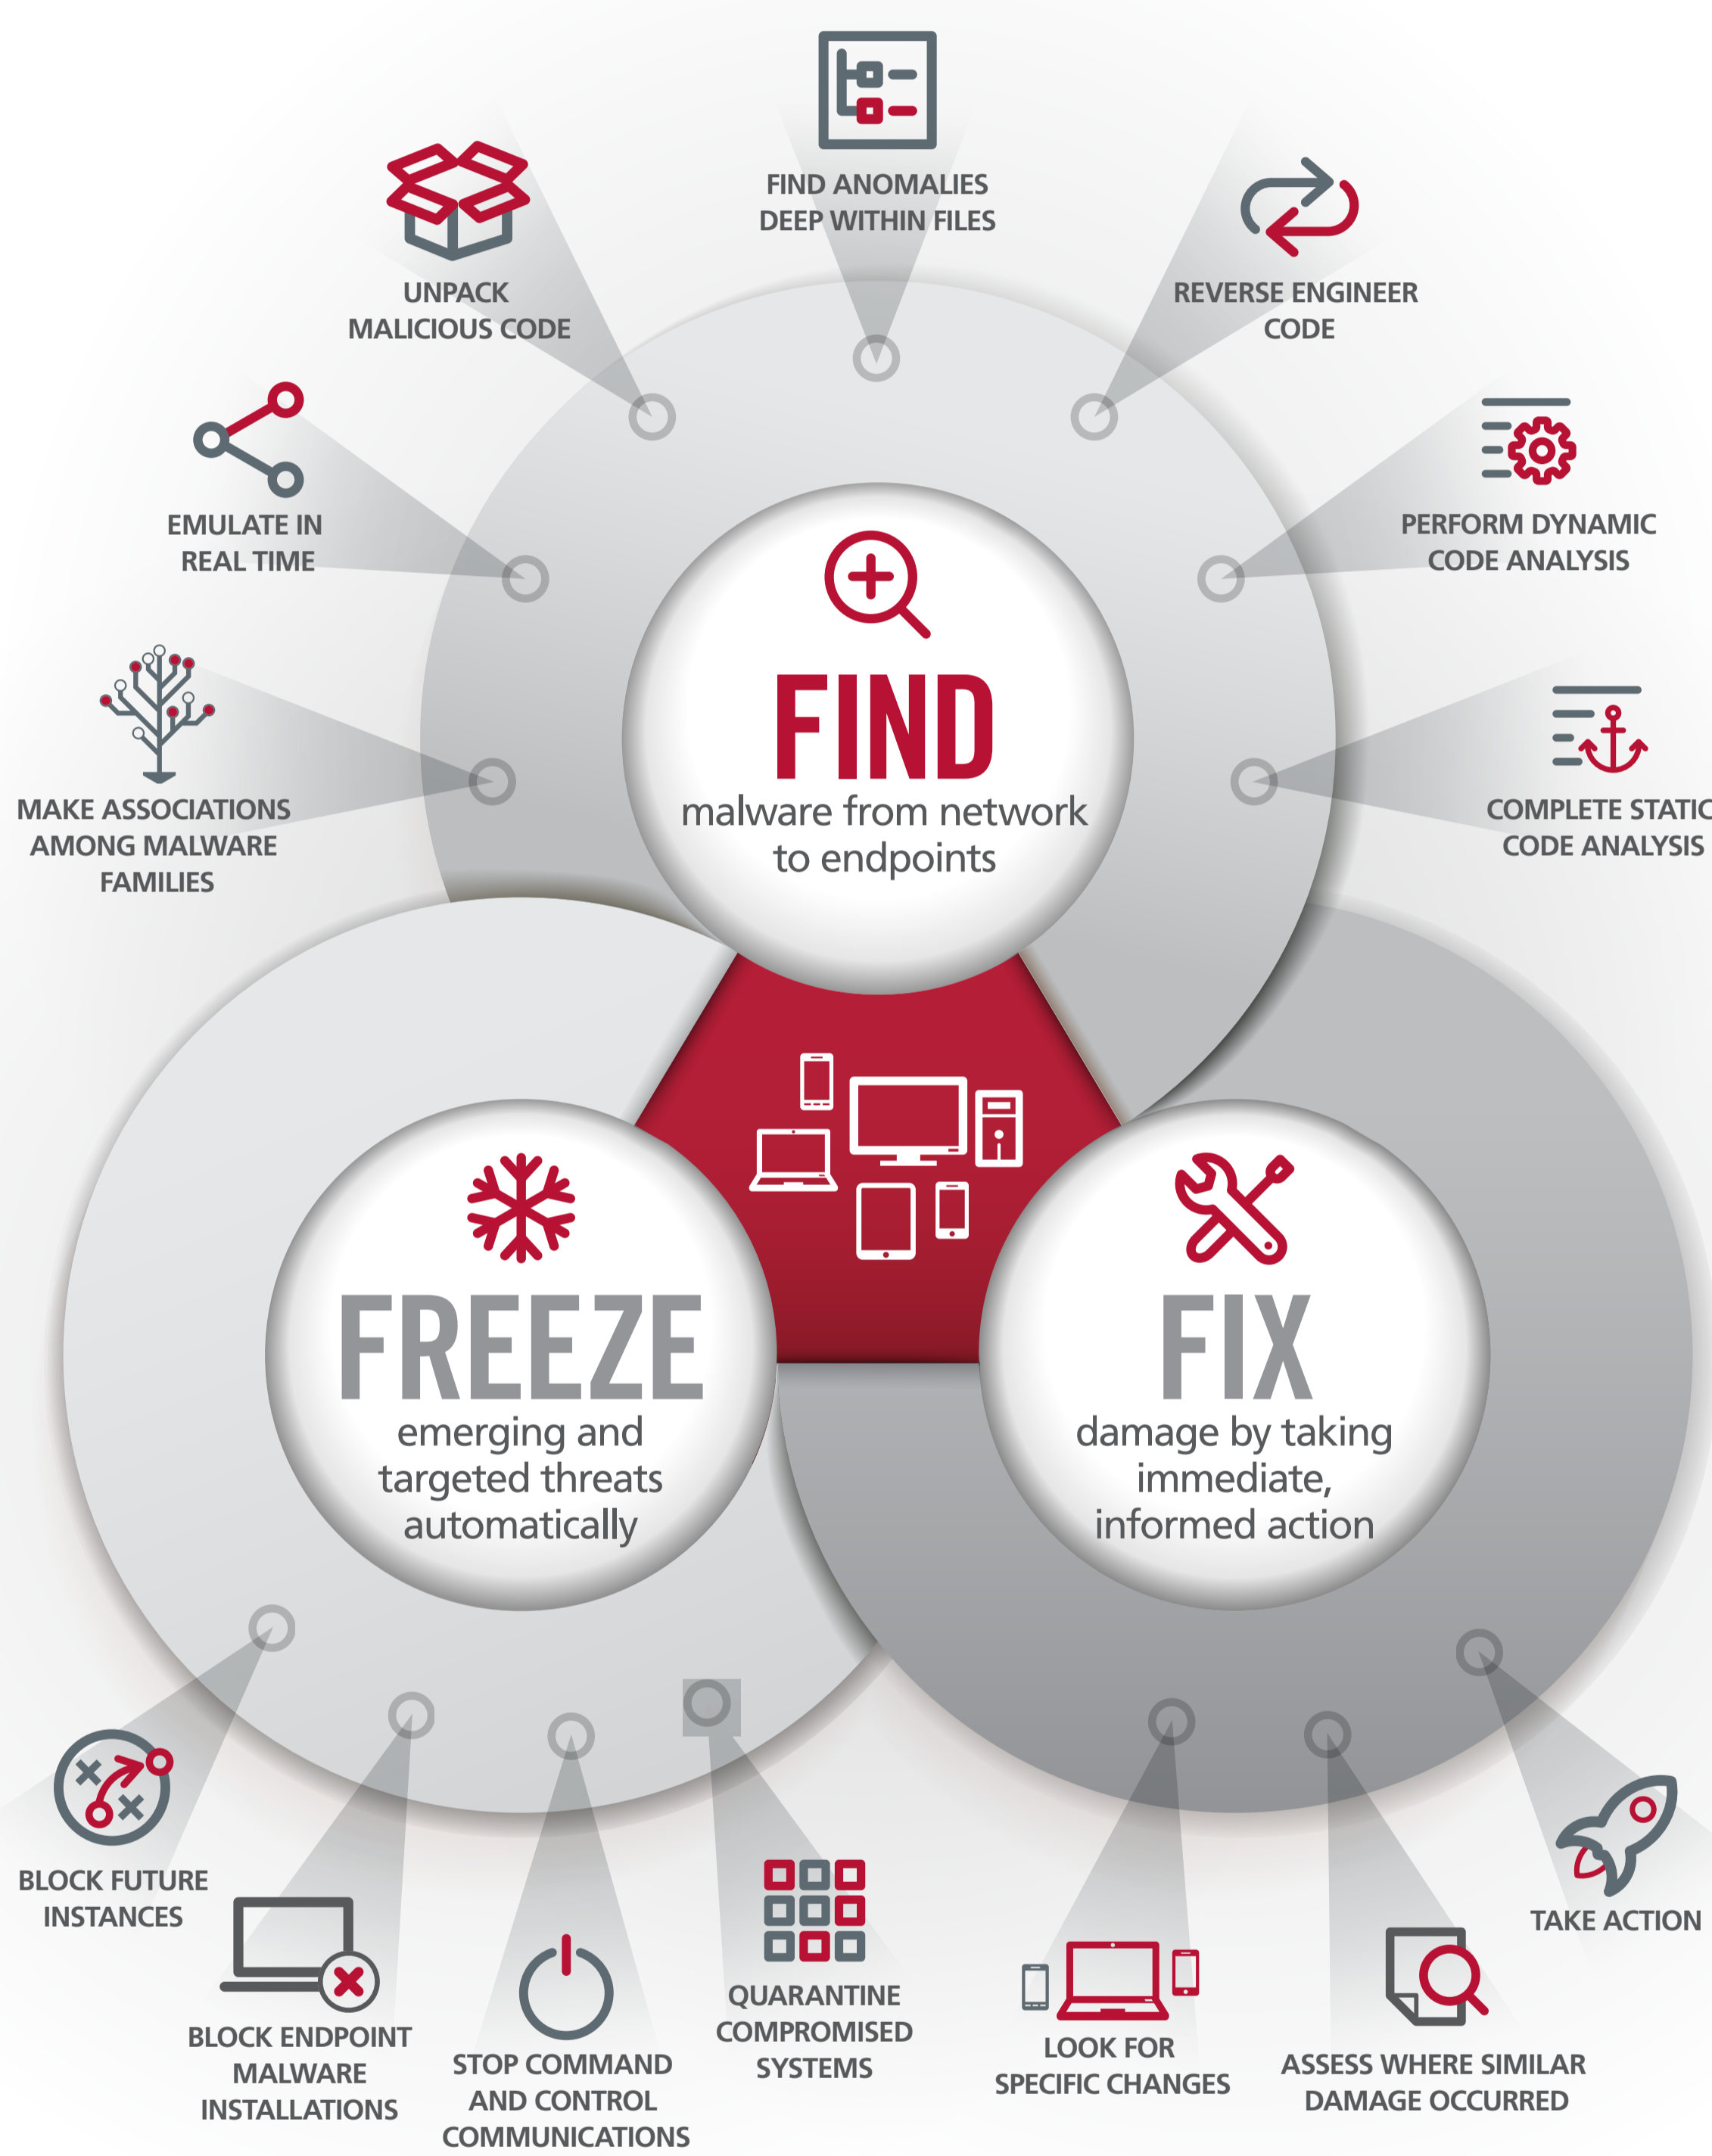 FIND ANOMALIES
DEEP WITHIN FILES
UNPACK
MALICIOUS CODE
REVERSE ENGINEER
CODE
EMULATE IN
REAL TIME
PERFORM DYNAMIC
CODE ANALYSIS
MAKE ASSOCIATIONS
AMONG MALWARE
FAMILIES
COMPLETE STATIC
CODE ANALYSIS
FIND
malware from network
to endpoints
FREEZE
emerging and
targeted threats
automatically
FIX
damage by taking
immediate,
informed action
BLOCK FUTURE
INSTANCES
BLOCK ENDPOINT
MALWARE
INSTALLATIONS
STOP COMMAND
AND CONTROL
COMMUNICATIONS
QUARANTINE
COMPROMISED
SYSTEMS
LOOK FOR
SPECIFIC CHANGES
ASSESS WHERE SIMILAR
DAMAGE OCCURRED
TAKE ACTION